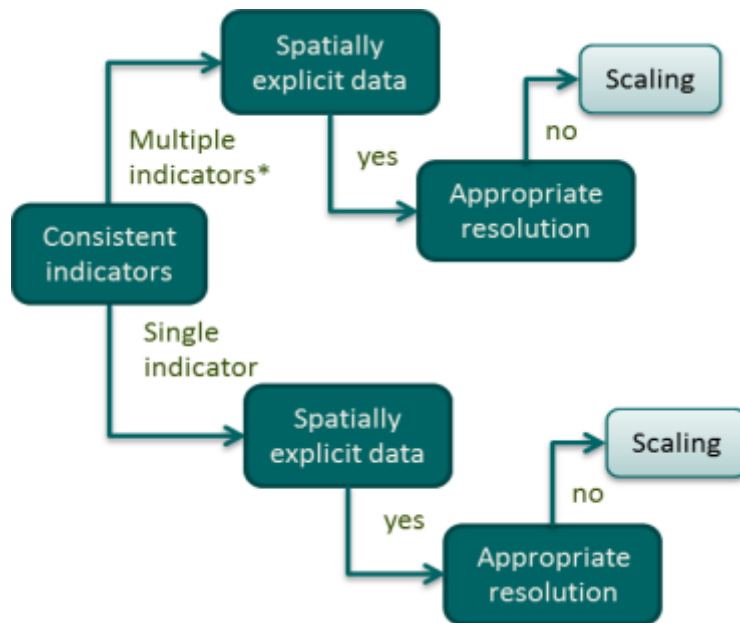 Spatially
explicit data
Scaling
Multiple
indicators*
yes
no
Appropriate
resolution
Consistent
indicators
Single
indicator
Spatially
explicit data
Scaling
yes
no
Appropriate
resolution